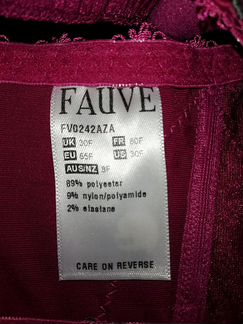 FAUVE
FV0242AZA
UK 30F FR 80F
EU 65F US 30F
AUS/NZ 8F
89% polyester
9% nylon/polyamide
2% elastane
CARE ON REVERSE